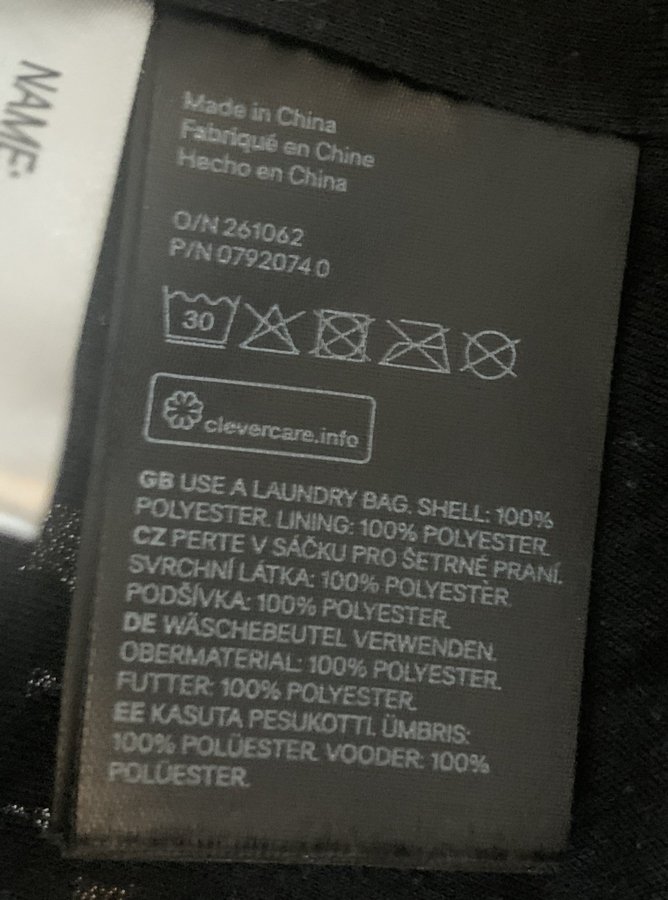 NAME:
Made in China
Fabriqué en Chine
Hecho en China
O/N 261062
P/N 0792074 0
30
clevercare.info
GB USE A LAUNDRY BAG. SHELL: 100%
POLYESTER. LINING: 100% POLYESTER.
CZ PERTE V SÁČKU PRO ŠETRNÉ PRANÍ.
SVRCHNÍ LÁTKA: 100% POLYESTER.
PODŠÍVKA: 100% POLYESTER.
DE WÄSCHEBEUTEL VERWENDEN.
OBERMATERIAL: 100% POLYESTER.
FUTTER: 100% POLYESTER.
EE KASUTA PESUKOTTI. ÜMBRIS:
100% POLÜESTER. VOODER: 100%
POLÜESTER.